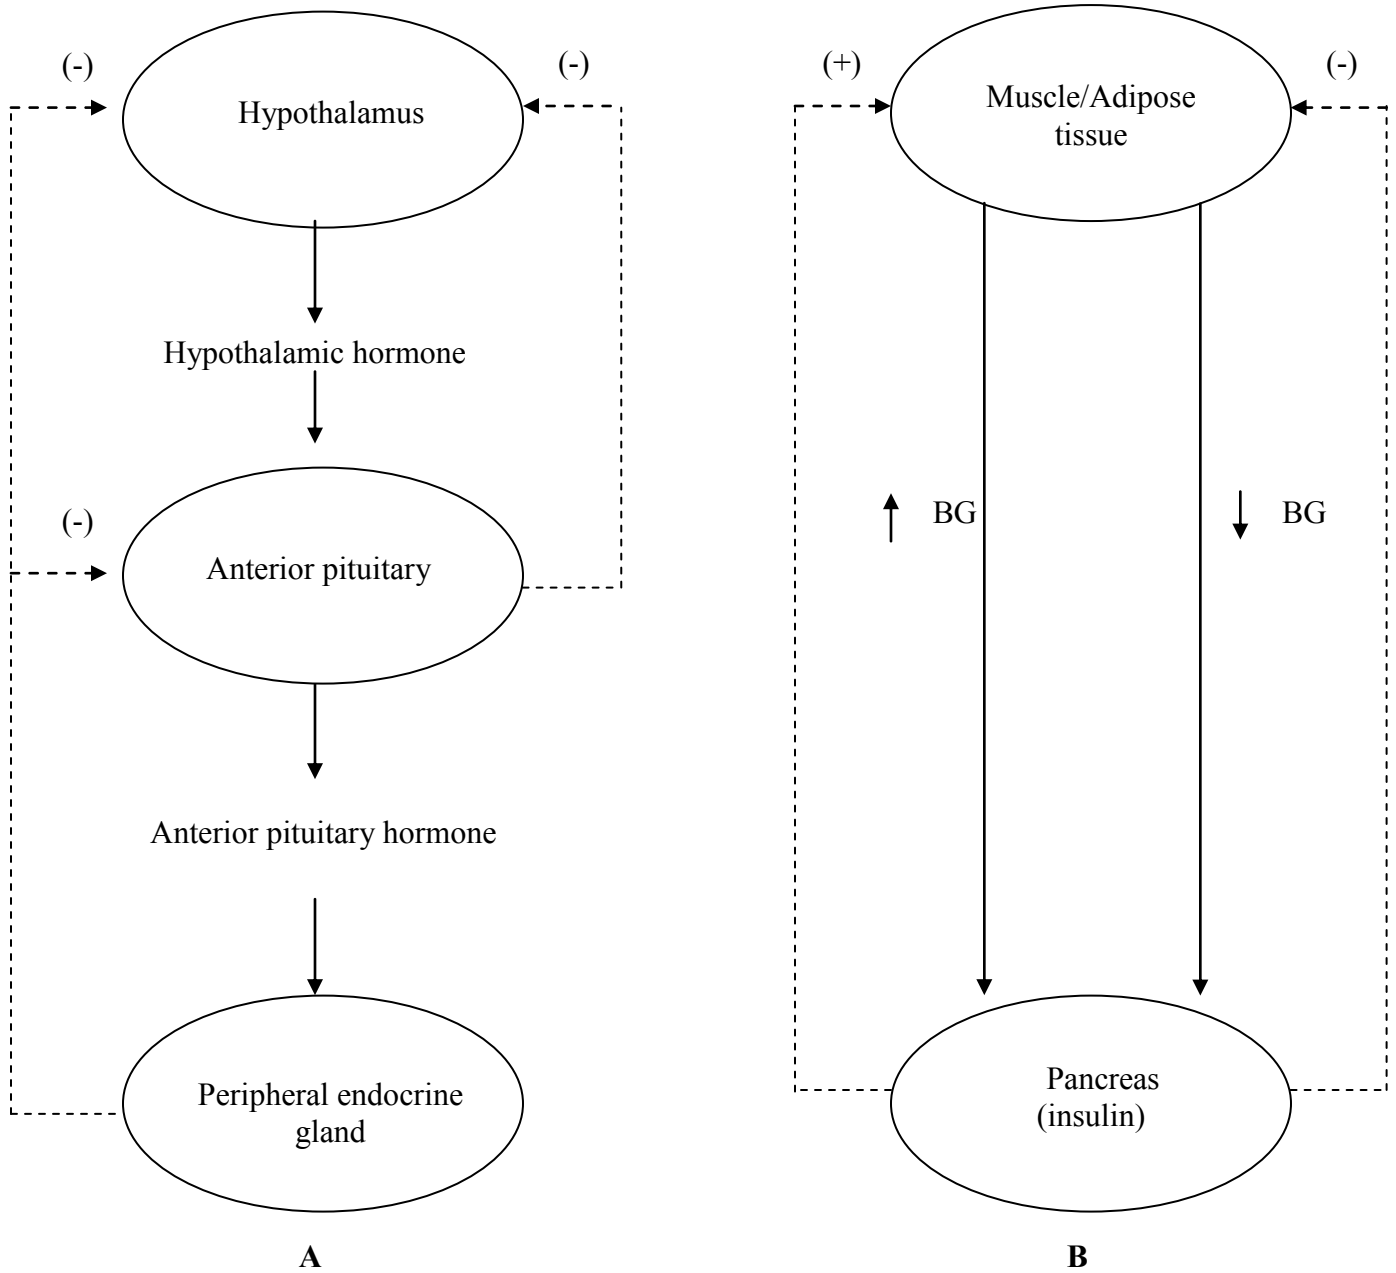 (-)
(-)
Hypothalamus
Hypothalamic hormone
(-)
Anterior pituitary
Anterior pituitary hormone
Peripheral endocrine
gland
A
(+)
(-)
Muscle/Adipose
tissue
BG
BG
Pancreas
(insulin)
B